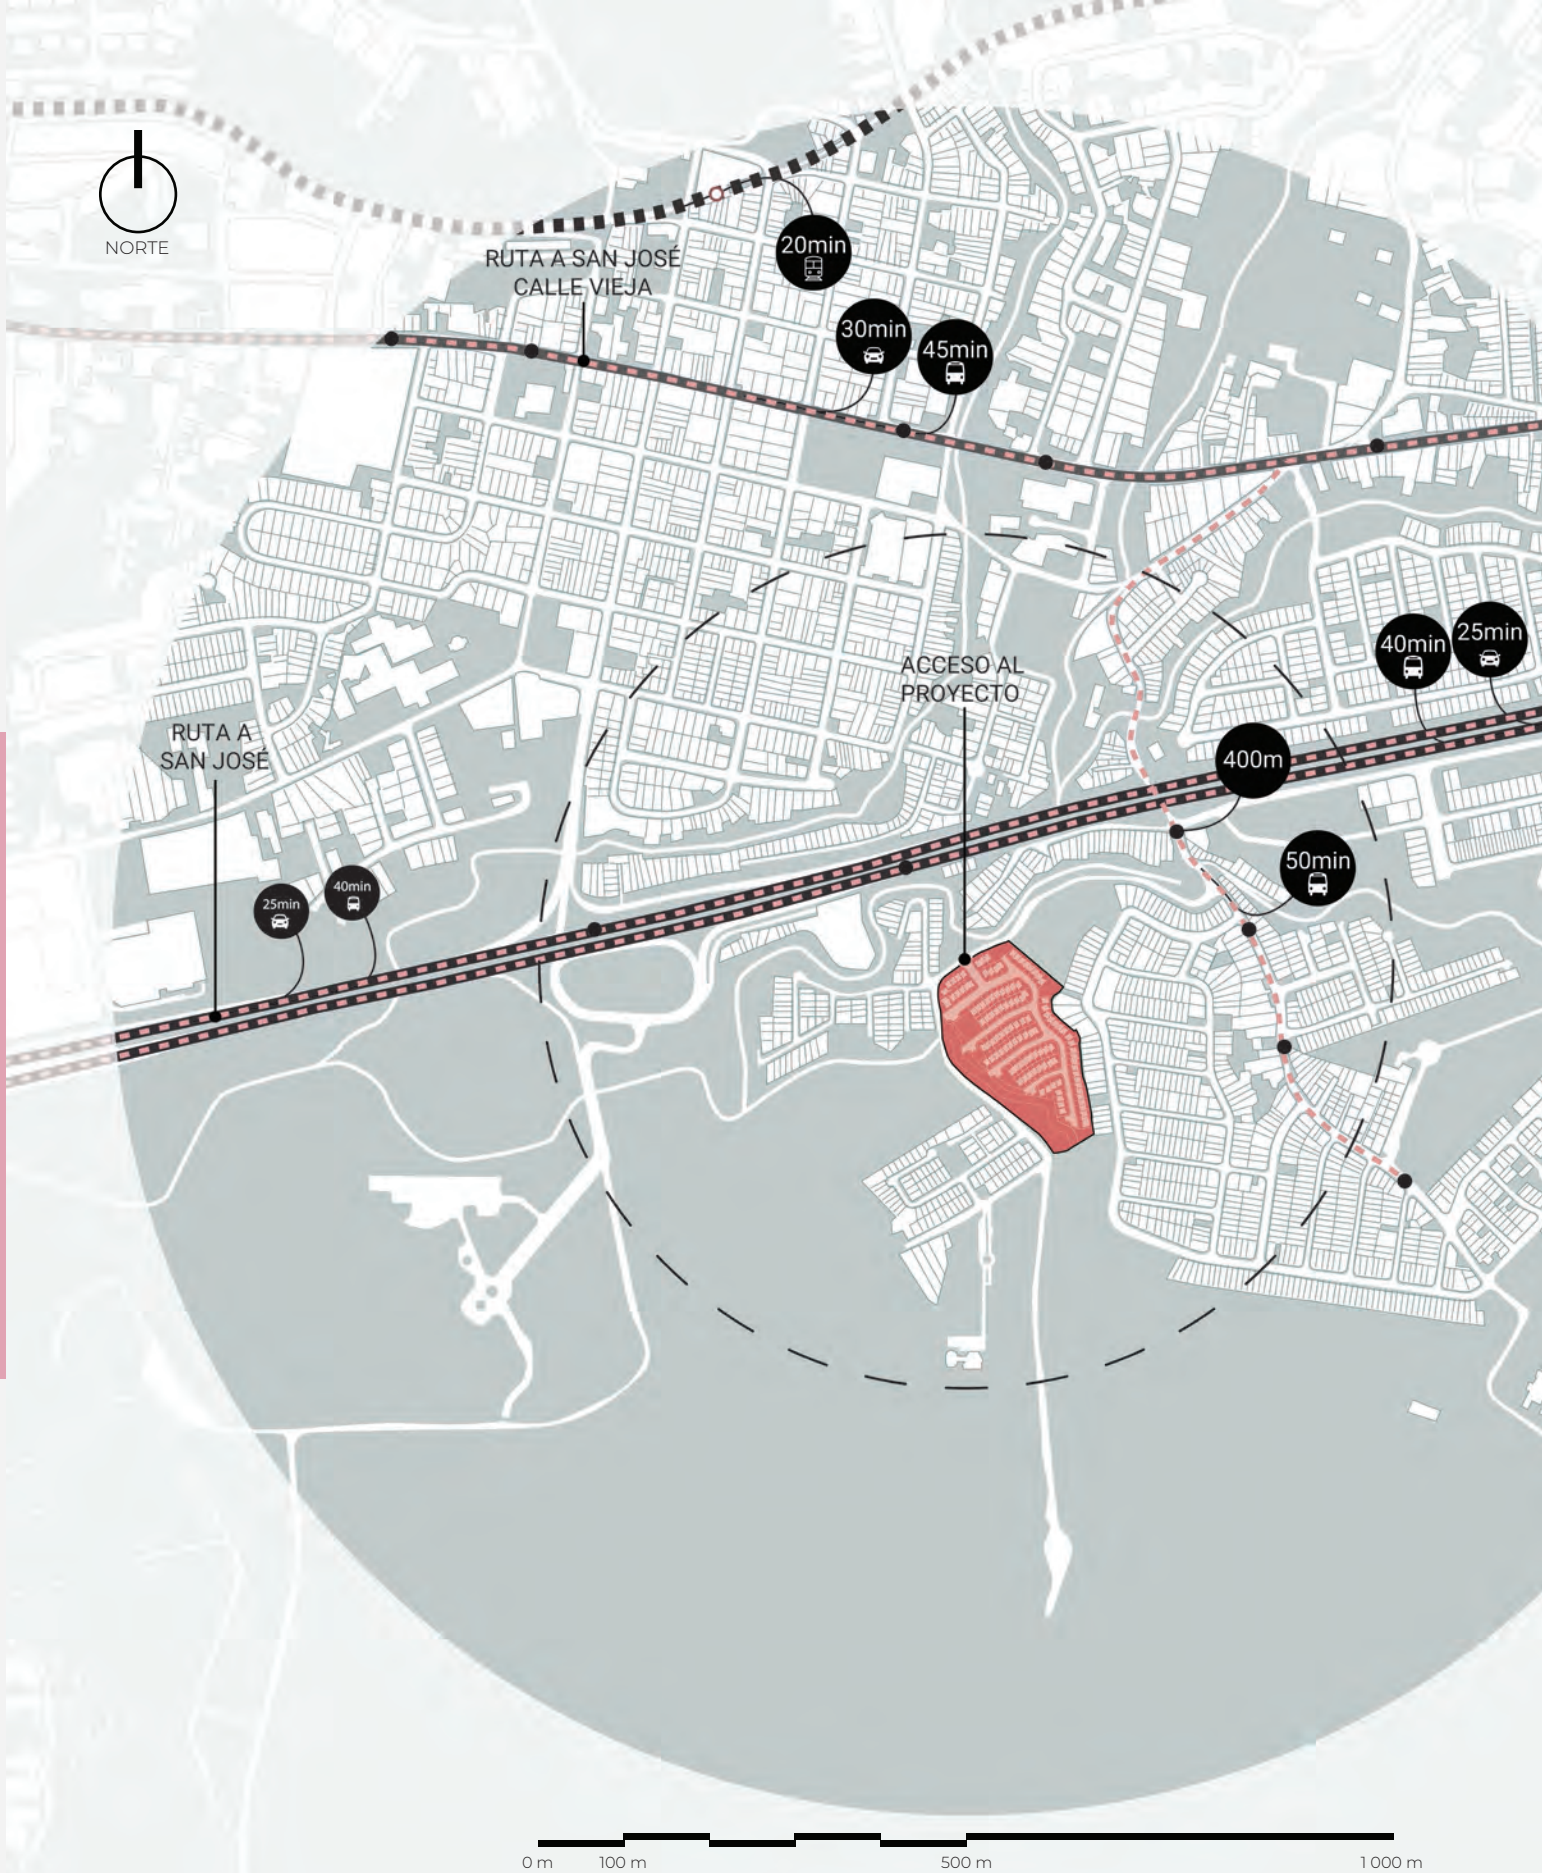 NORTE
20min
RUTA A SAN JOSÉ
CALLE VIEJA
30min
45min
ACCESO AL
PROYECTO
40min
25min
RUTA A
SAN JOSÉ
400m
50min
25min
40min
0 m
100 m
500 m
1 000 m